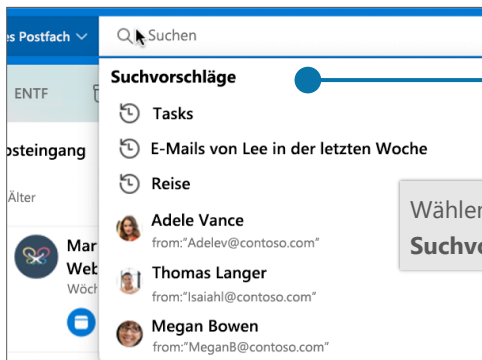 es Postfach
Suchen
Suchvorschläge
ENTF
Tasks
osteingang
E-Mails von Lee in der letzten Woche
Reise
Älter
Wählen
Suchvo
Adele Vance
from:"Adelev@contoso.com"
Mar
Web
Wöch
Thomas Langer
from:"Isaiahl@contoso.com"
Megan Bowen
from:"MeganB@contoso.com"